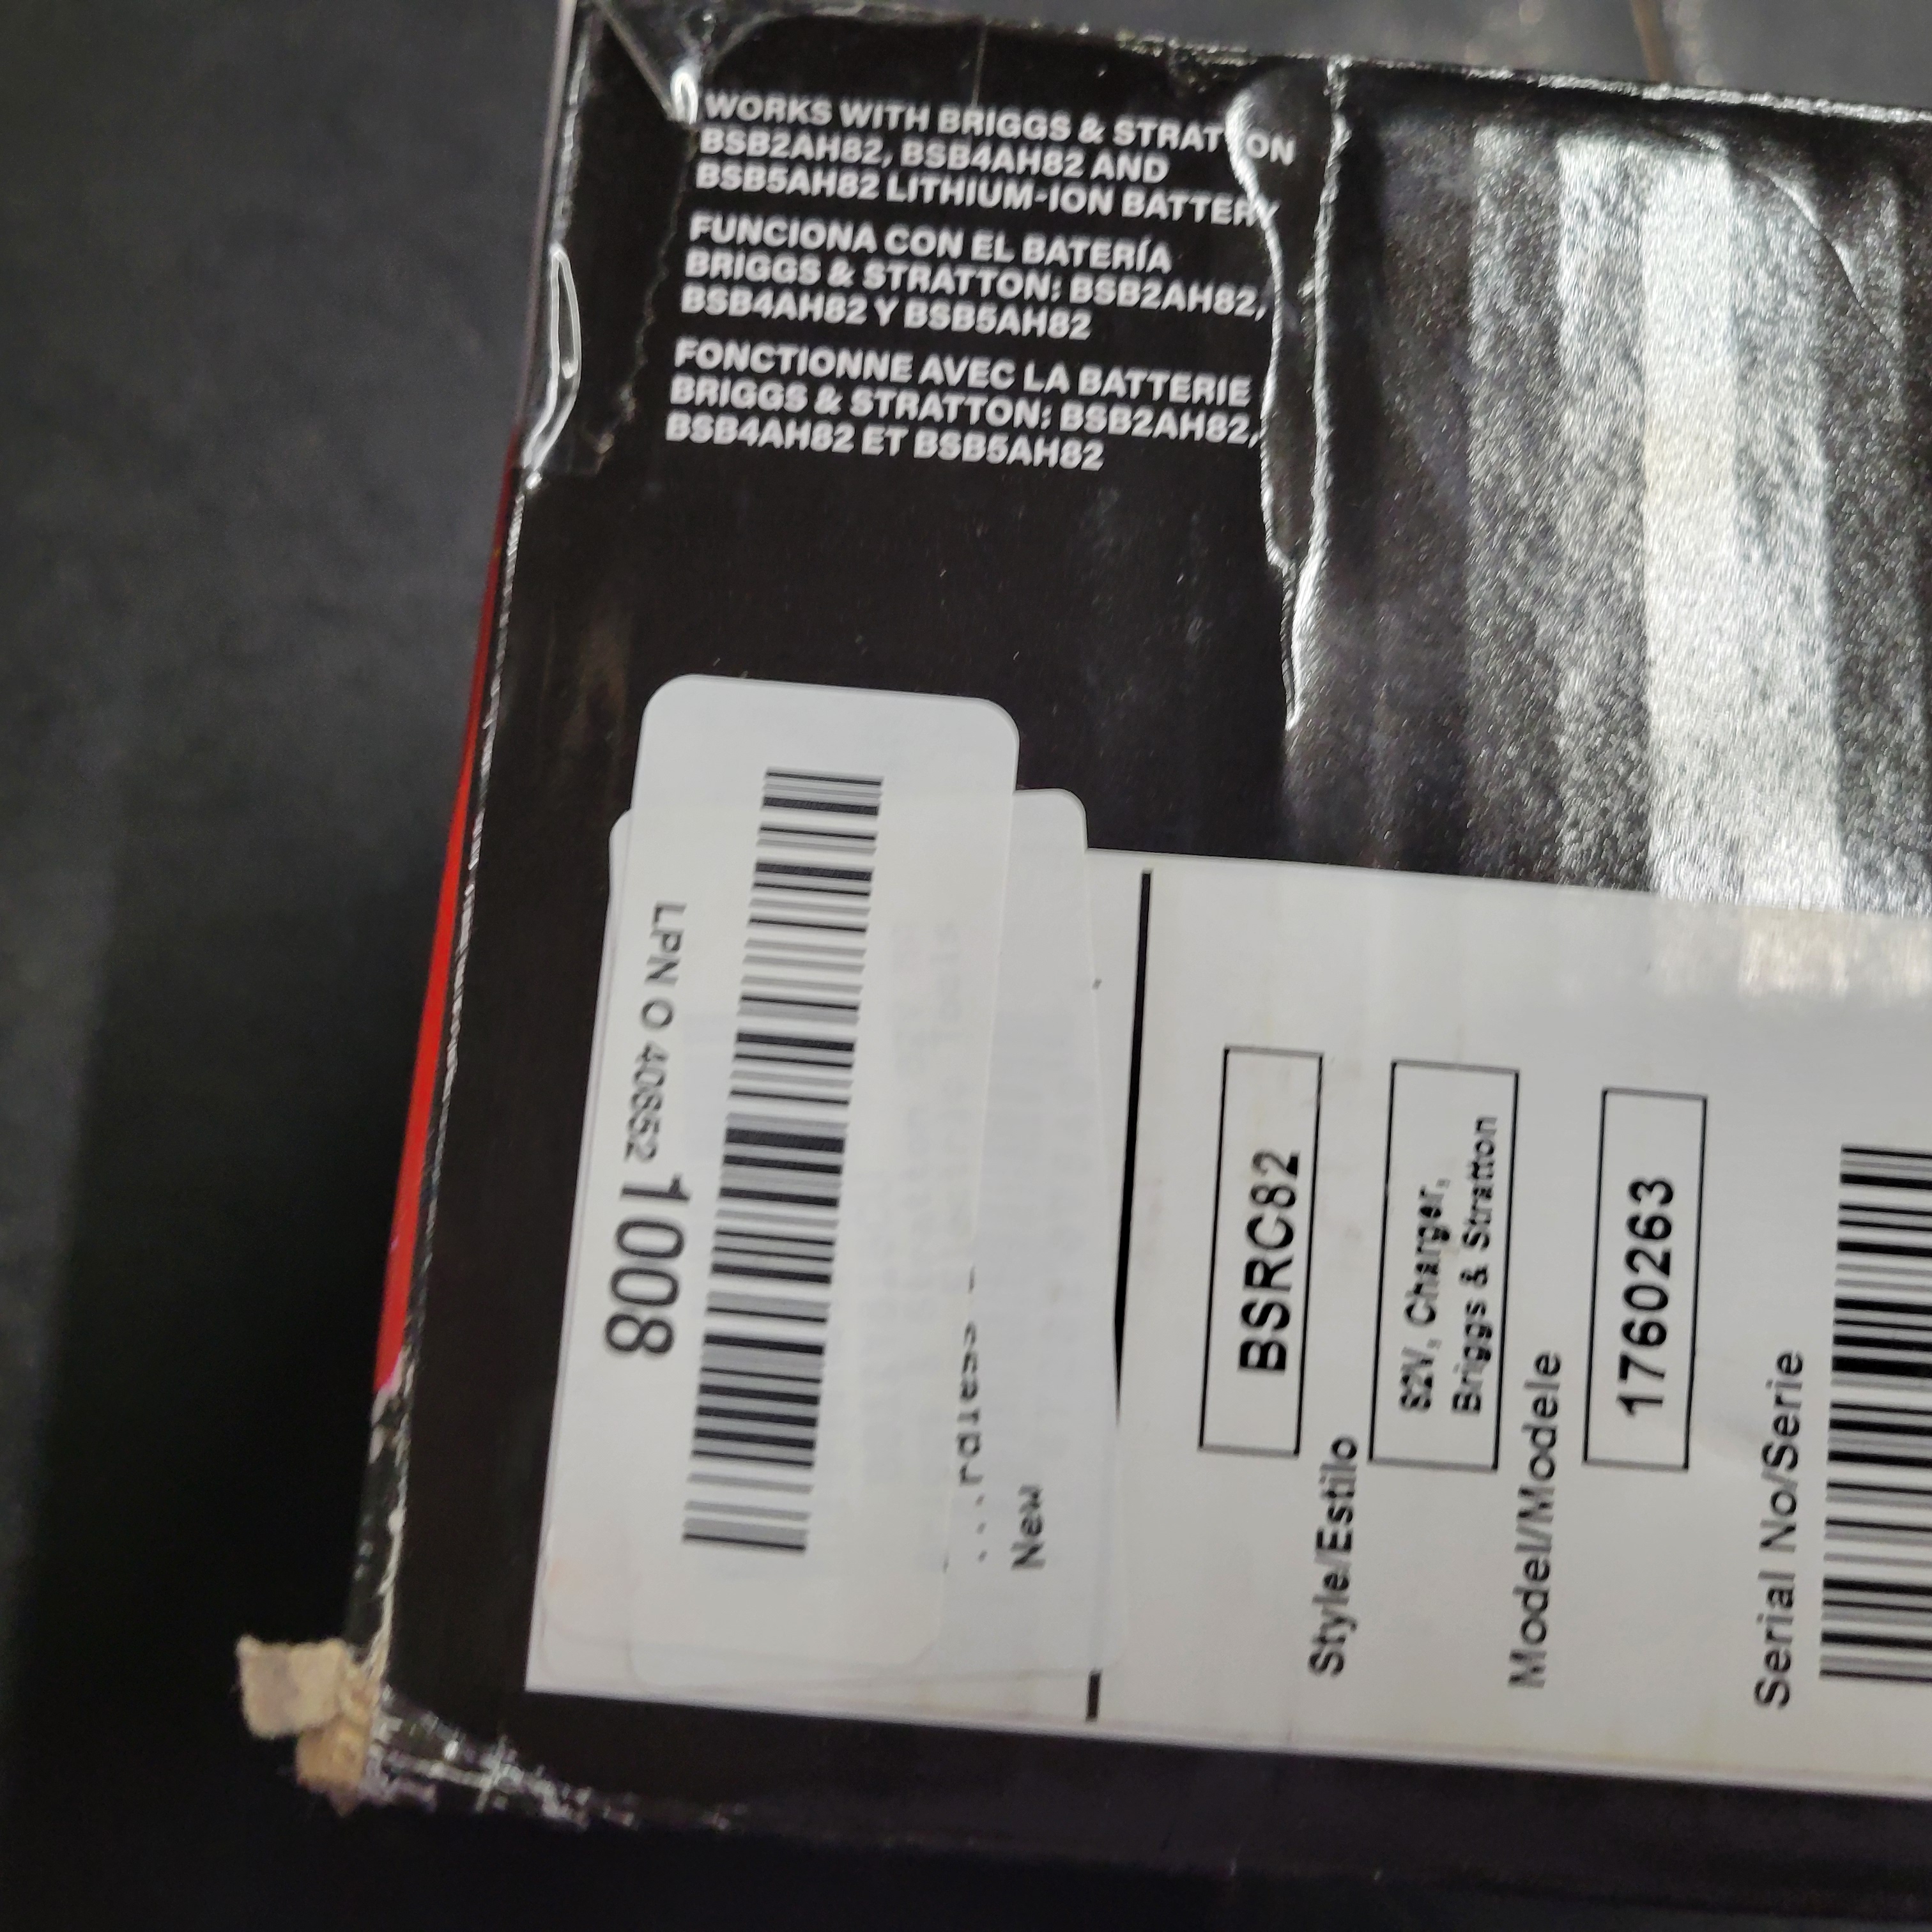 WORKS WITH BRIGGS & STRATTON
BSB2AH82, BSB4AH82 AND
BSB5AH82 LITHIUM-ION BATTERY
FUNCIONA CON EL BATERÍA
BRIGGS & STRATTON: BSB2AH82,
BSB4AH82 Y BSB5AH82
FONCTIONNE AVEC LA BATTERIE
BRIGGS & STRATTON: BSB2AH82,
BSB4AH82 ET BSB5AH82
LPN O 408521008
New
BSRC82
Style/Estilo
82V, Charger,
Briggs & Stratton
Model/Modele
1760263
Serial No/Serie